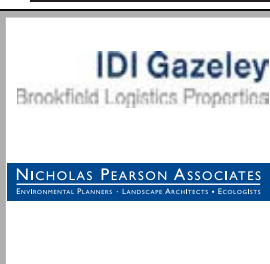 IDI Gazeley
Brookfield Logistics Properties
NICHOLAS PEARSON ASSOCIATES
ENVIRONMENTAL PLANNERS • LANDSCAPE ARCHITECTS • ECOLOGISTS